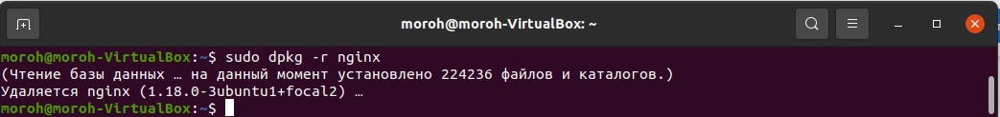 moroh@moroh-VirtualBox: ~
moroh@moroh-VirtualBox:~$ sudo dpkg -r nginx
(Чтение базы данных … на данный момент установлено 224236 файлов и каталогов.)
Удаляется nginx (1.18.0-3ubuntu1+focal2) …
moroh@moroh-VirtualBox:~$